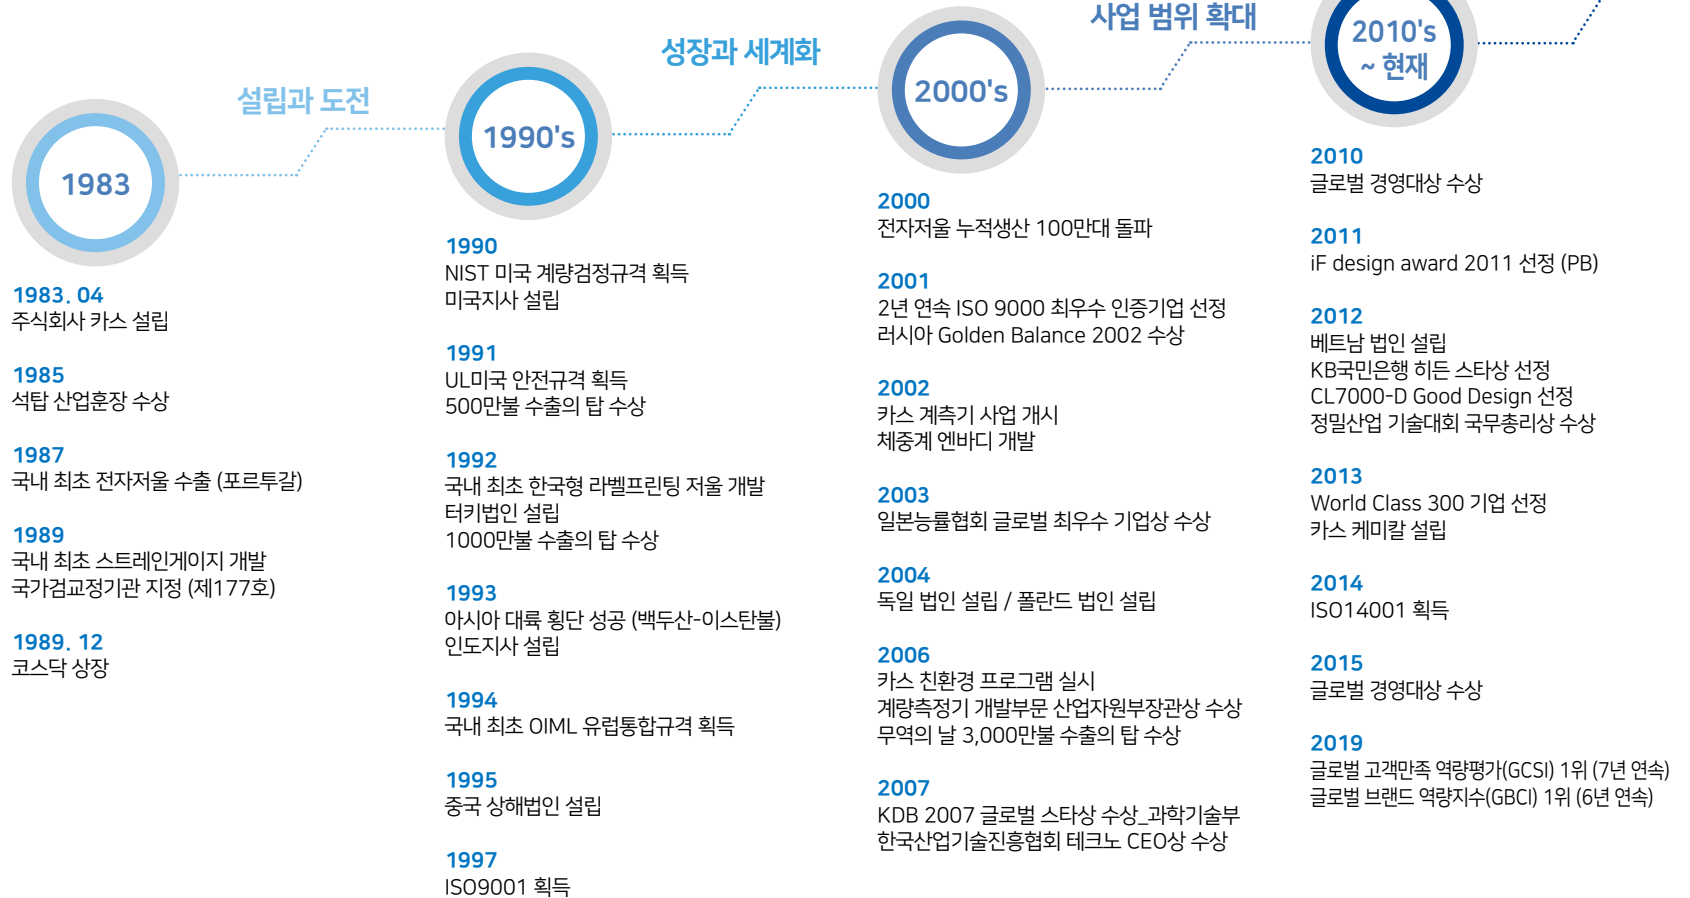 1983
설립과 도전
1983. 04
주식회사 카스 설립
1985
석탑 산업훈장 수상
1987
국내 최초 전자저울 수출 (포르투갈)
1989
국내 최초 스트레인게이지 개발
국가검교정기관 지정 (제177호)
1989. 12
코스닥 상장
1990's
성장과 세계화
1990
NIST 미국 계량검정규격 획득
미국지사 설립
1991
UL미국 안전규격 획득
500만불 수출의 탑 수상
1992
국내 최초 한국형 라벨프린팅 저울 개발
터키법인 설립
1000만불 수출의 탑 수상
1993
아시아 대륙 횡단 성공 (백두산-이스탄불)
인도지사 설립
1994
국내 최초 OIML 유럽통합규격 획득
1995
중국 상해법인 설립
1997
ISO9001 획득
2000's
사업 범위 확대
2000
전자저울 누적생산 100만대 돌파
2001
2년 연속 ISO 9000 최우수 인증기업 선정
러시아 Golden Balance 2002 수상
2002
카스 계측기 사업 개시
체중계 엔바디 개발
2003
일본능률협회 글로벌 최우수 기업상 수상
2004
독일 법인 설립 / 폴란드 법인 설립
2006
카스 친환경 프로그램 실시
계량측정기 개발부문 산업자원부장관상 수상
무역의 날 3,000만불 수출의 탑 수상
2007
KDB 2007 글로벌 스타상 수상_과학기술부
한국산업기술진흥협회 테크노 CEO상 수상
2010's
~ 현재
2010
글로벌 경영대상 수상
2011
iF design award 2011 선정 (PB)
2012
베트남 법인 설립
KB국민은행 히든 스타상 선정
CL7000-D Good Design 선정
정밀산업 기술대회 국무총리상 수상
2013
World Class 300 기업 선정
카스 케미칼 설립
2014
ISO14001 획득
2015
글로벌 경영대상 수상
2019
글로벌 고객만족 역량평가(GCSI) 1위 (7년 연속)
글로벌 브랜드 역량지수(GBCI) 1위 (6년 연속)